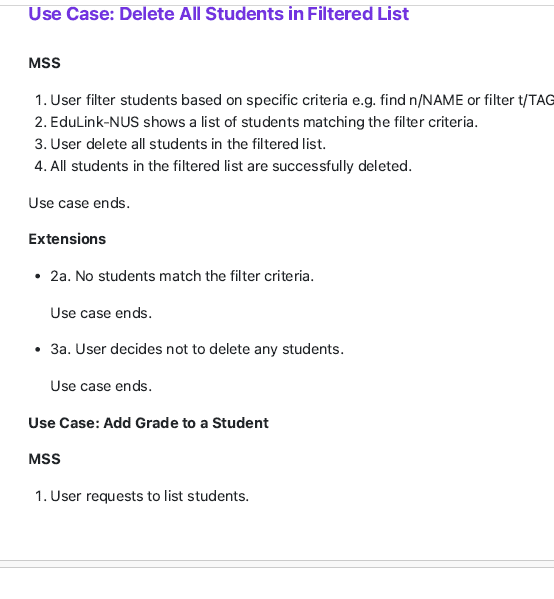 Use Case: Delete All Students in Filtered List
MSS
1. User filter students based on specific criteria e.g. find n/NAME or filter t/TAG
2. EduLink-NUS shows a list of students matching the filter criteria.
3. User delete all students in the filtered list.
4. All students in the filtered list are successfully deleted.
Use case ends.
Extensions
• 2a. No students match the filter criteria.
Use case ends.
• 3a. User decides not to delete any students.
Use case ends.
Use Case: Add Grade to a Student
MSS
1. User requests to list students.